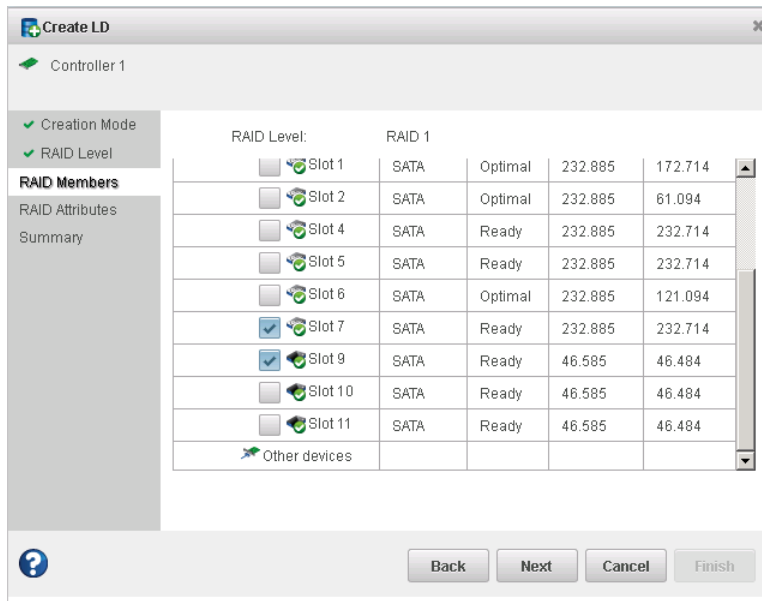 Create LD
Controller 1
Creation Mode
RAID Level
RAID Members
RAID Attributes
Summary
RAID Level: RAID 1
Slot 1 SATA Optimal 232.885 172.714
Slot 2 SATA Optimal 232.885 61.094
Slot 4 SATA Ready 232.885 232.714
Slot 5 SATA Ready 232.885 232.714
Slot 6 SATA Optimal 232.885 121.094
Slot 7 SATA Ready 232.885 232.714
Slot 9 SATA Ready 46.585 46.484
Slot 10 SATA Ready 46.585 46.484
Slot 11 SATA Ready 46.585 46.484
Other devices
? Back Next Cancel Finish